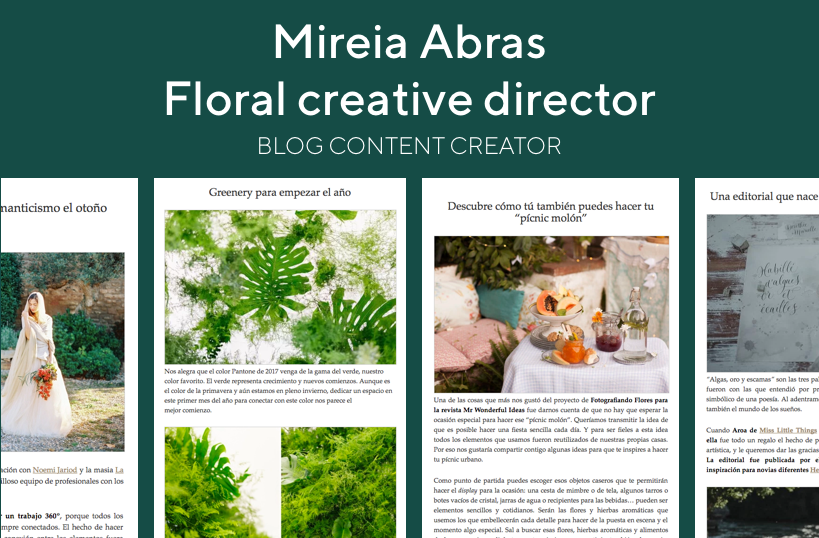 Mireia Abras
Floral creative director
BLOG CONTENT CREATOR
manticismo el otoño
ación con Noemi Jariod y la masia La
illoso equipo de profesionales con los
r un trabajo 360°, porque todos los
mpre conectados. El hecho de hacer
Greenery para empezar el año
Nos alegra que el color Pantone de 2017 venga de la gama del verde, nuestro
color favorito. El verde representa crecimiento y nuevos comienzos. Aunque es
el color de la primavera y aún estamos en pleno invierno, dedicar un espacio en
este primer mes del año para conectar con este color nos parece el
mejor comienzo.
Descubre cómo tú también puedes hacer tu
“pícnic molón”
Una de las cosas que más nos gustó del proyecto de Fotografiando Flores para
la revista Mr Wonderful Ideas fue darnos cuenta de que no hay que esperar la
ocasión especial para hacer ese “pícnic molón”. Queríamos transmitir la idea de
que es posible hacer una fiesta sencilla cada día. Y para ser fieles a esta idea
todos los elementos que usamos fueron reutilizados de nuestras propias casas.
Por eso nos gustaría compartir contigo algunas ideas para que te inspires a hacer
tu pícnic urbano.
Como punto de partida puedes escoger esos objetos caseros que te permitirán
hacer el display para la ocasión: una cesta de mimbre o de tela, algunos tarros o
botes vacíos de cristal, jarras de agua o recipientes para las bebidas… pueden ser
elementos sencillos y cotidianos. Serán las flores y hierbas aromáticas que
usemos los que embellecerán cada detalle para hacer de la puesta en escena y el
momento algo especial. Sal a buscar esas flores, hierbas aromáticas y alimentos
Una editorial que nace
“Algas, oro y escamas” son las tres pal
fueron con las que entendió por pr
simbólico de una poesía. Al adentram
también el mundo de los sueños.
Cuando Aroa de Miss Little Things
ella fue todo un regalo el hecho de p
artística, y le queremos dar las gracias
La editorial fue publicada por e
inspiración para novias diferentes He